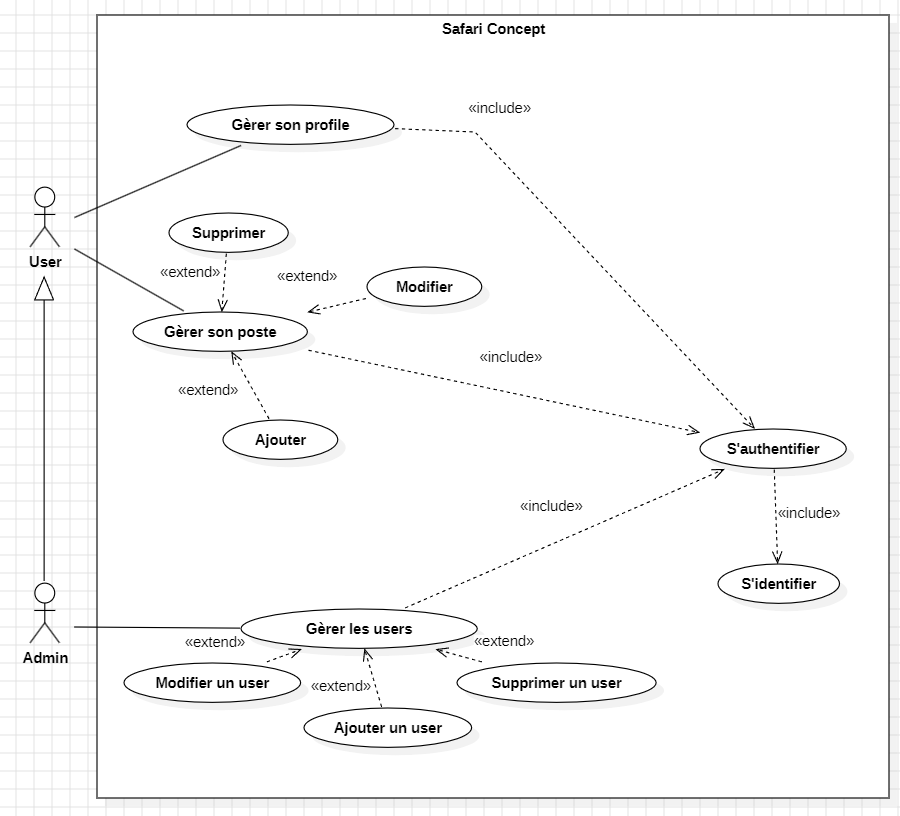 Safari Concept
«include»
Gèrer son profile
Supprimer
User
«extend»
«extend»
Modifier
Gèrer son poste
«include»
«extend»
Ajouter
S'authentifier
«include»
«include»
S'identifier
Gèrer les users
«extend»
«extend»
Admin
Modifier un user
«extend»
Supprimer un user
Ajouter un user